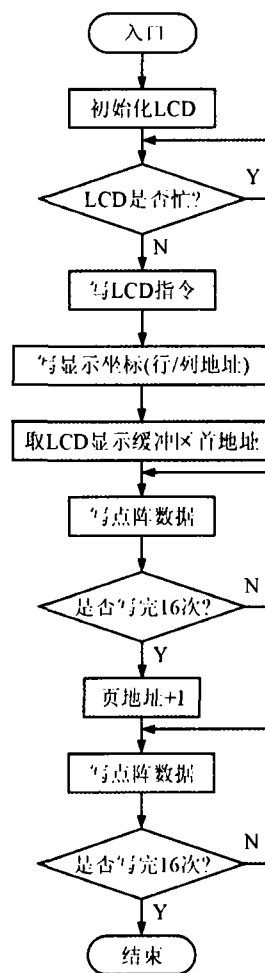 入口
初始化LCD
LCD是否忙?
Y
N
写LCD指令
写显示坐标(行/列地址)
取LCD显示缓冲区首地址
写点阵数据
是否写完16次?
N
Y
页地址+1
写点阵数据
是否写完16次?
N
Y
结束